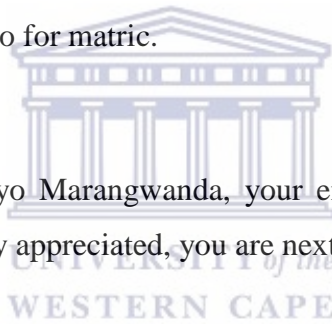 o for matric.
yo Marangwanda, your e
y appreciated, you are next
UNIVERSITY of the
WESTERN CAPE